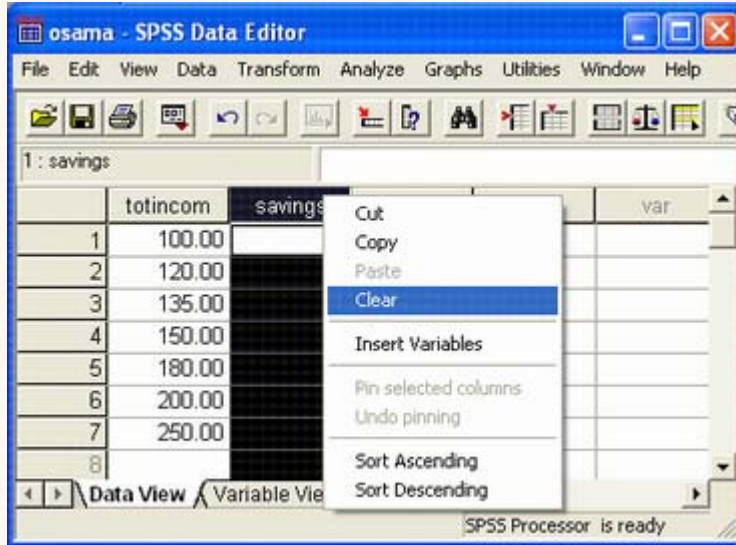 osama - SPSS Data Editor
File Edit View Data Transform Analyze Graphs Utilities Window Help
1 : savings
totincom savings var
1 100.00
2 120.00
3 135.00
4 150.00
5 180.00
6 200.00
7 250.00
8
Cut
Copy
Paste
Clear
Insert Variables
Pin selected columns
Undo pinning
Sort Ascending
Sort Descending
Data View Variable Vie
SPSS Processor is ready